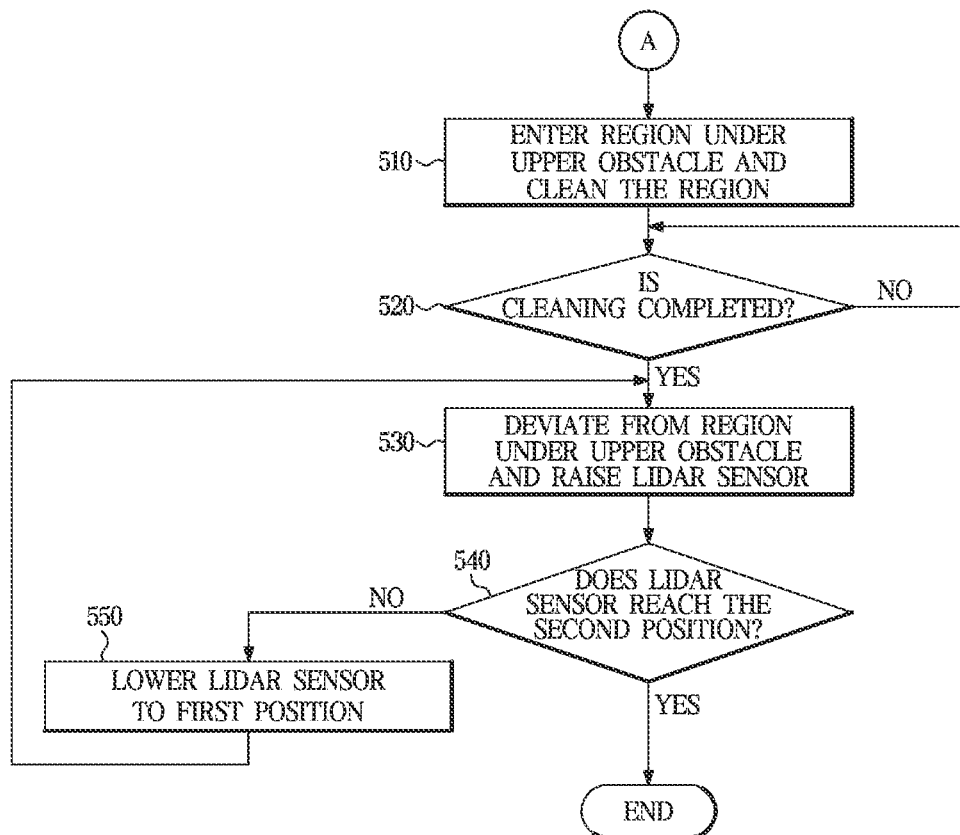 A
510
ENTER REGION UNDER
UPPER OBSTACLE AND
CLEAN THE REGION
520
IS
CLEANING COMPLETED?
NO
YES
530
DEVIATE FROM REGION
UNDER UPPER OBSTACLE
AND RAISE LIDAR SENSOR
540
DOES LIDAR
SENSOR REACH THE
SECOND POSITION?
NO
550
LOWER LIDAR SENSOR
TO FIRST POSITION
YES
END